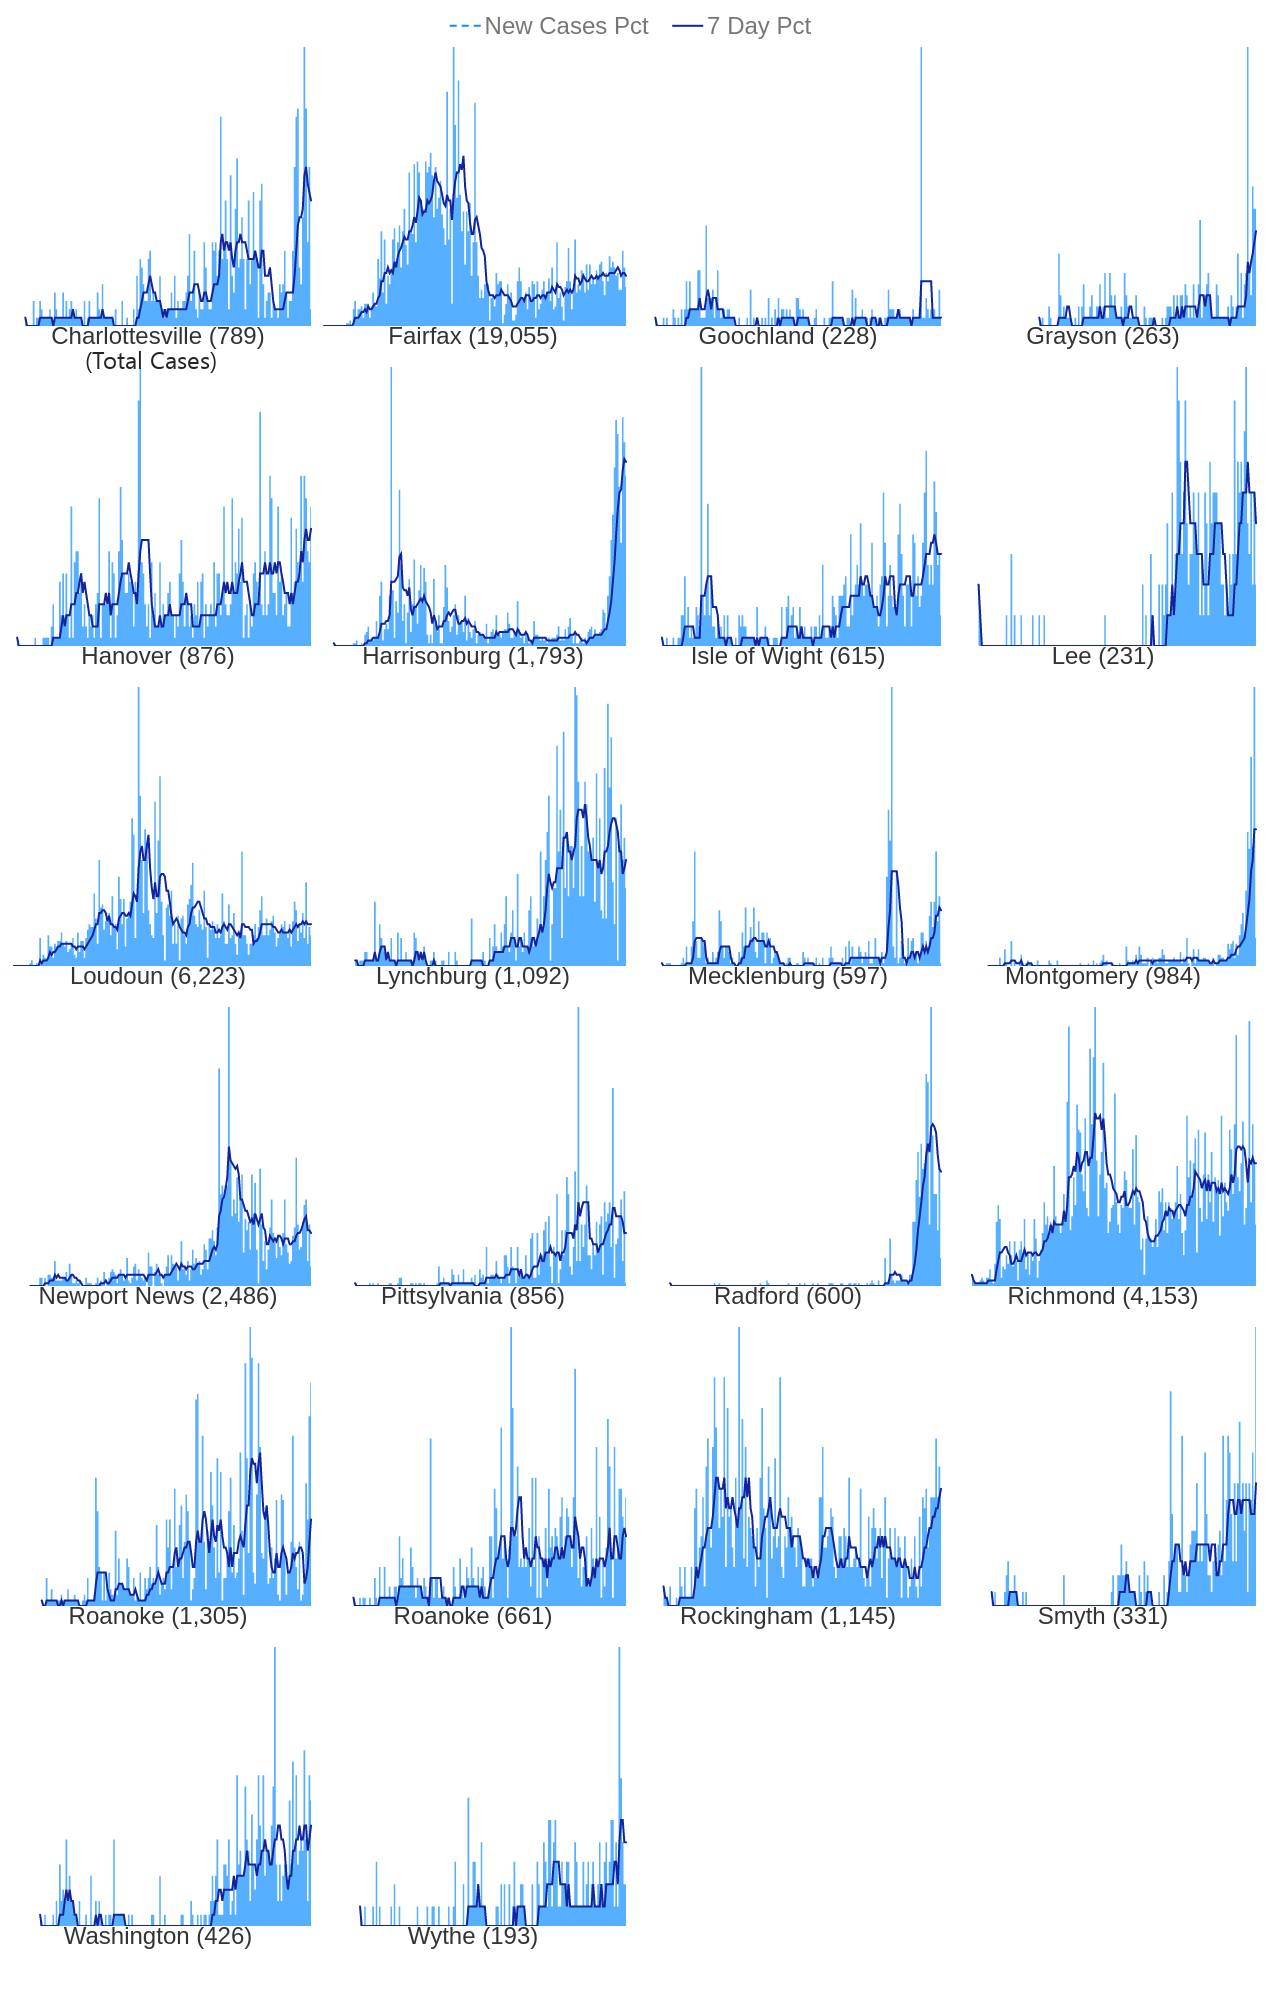 New Cases Pct 7 Day Pct
Charlottesville (789) Fairfax (19,055) Goochland (228) Grayson (263)
(Total Cases)
Hanover (876) Harrisonburg (1,793) Isle of Wight (615) Lee (231)
Loudoun (6,223) Lynchburg (1,092) Mecklenburg (597) Montgomery (984)
Newport News (2,486) Pittsylvania (856) Radford (600) Richmond (4,153)
Roanoke (1,305) Roanoke (661) Rockingham (1,145) Smyth (331)
Washington (426) Wythe (193)